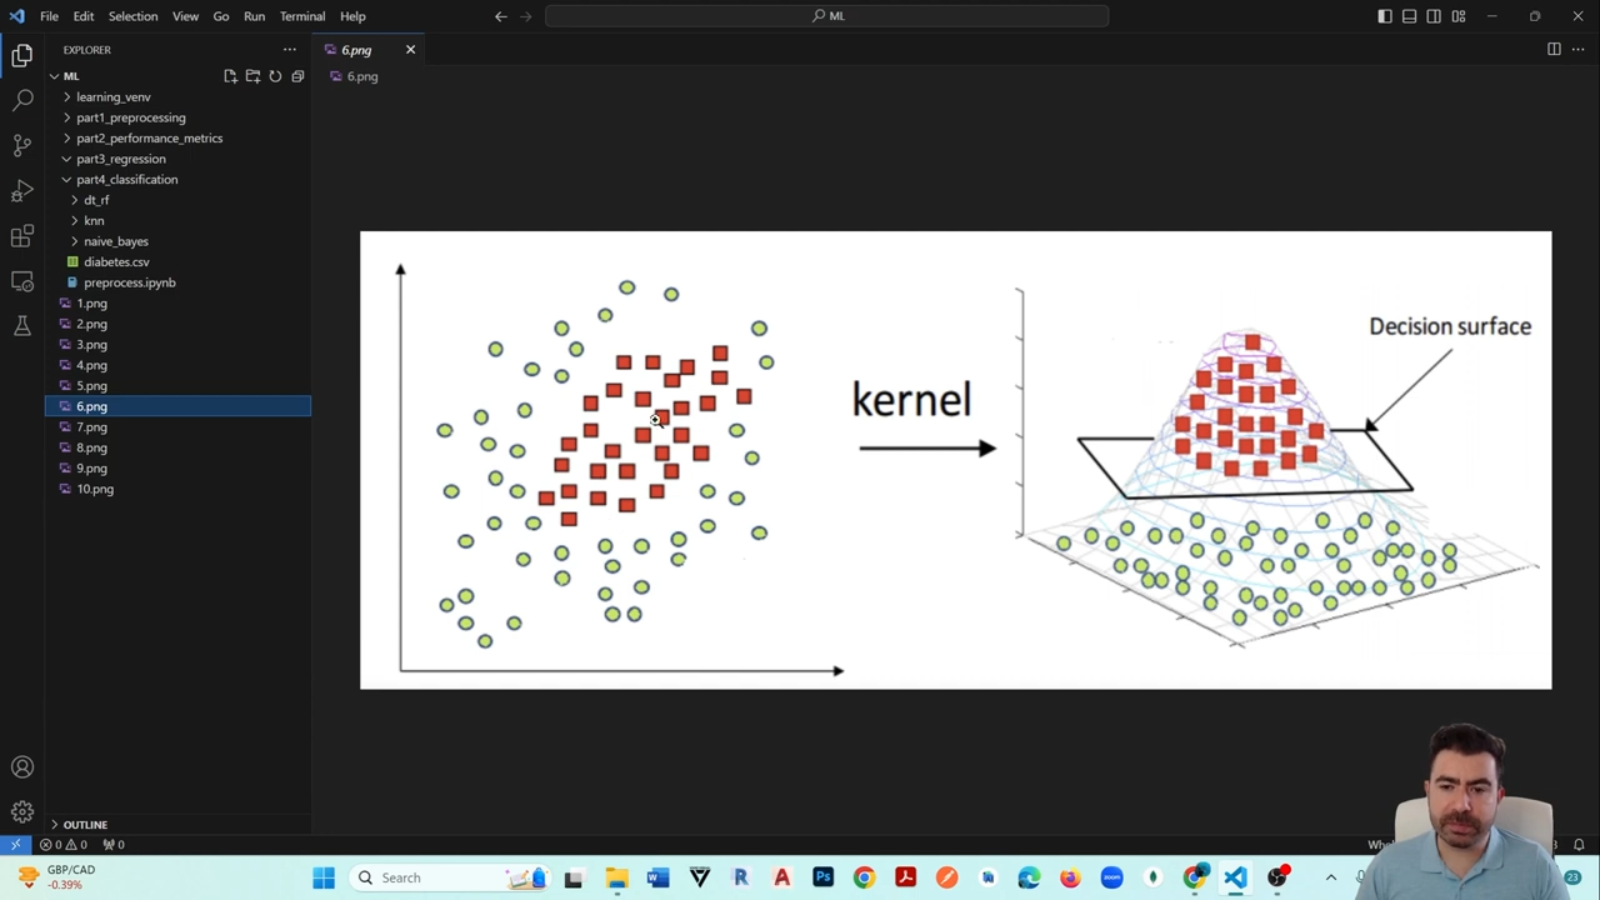 File Edit Selection View Go Run Terminal Help
ML
EXPLORER
6.png
ML
6.png
learning_venv
part1_preprocessing
part2_performance_metrics
part3_regression
part4_classification
dt_rf
knn
naive_bayes
diabetes.csv
preprocess.ipynb
1.png
2.png
3.png
4.png
5.png
6.png
7.png
8.png
9.png
10.png
kernel
Decision surface
OUTLINE
0 0 0
GBP/CAD
-0.39%
Search
23